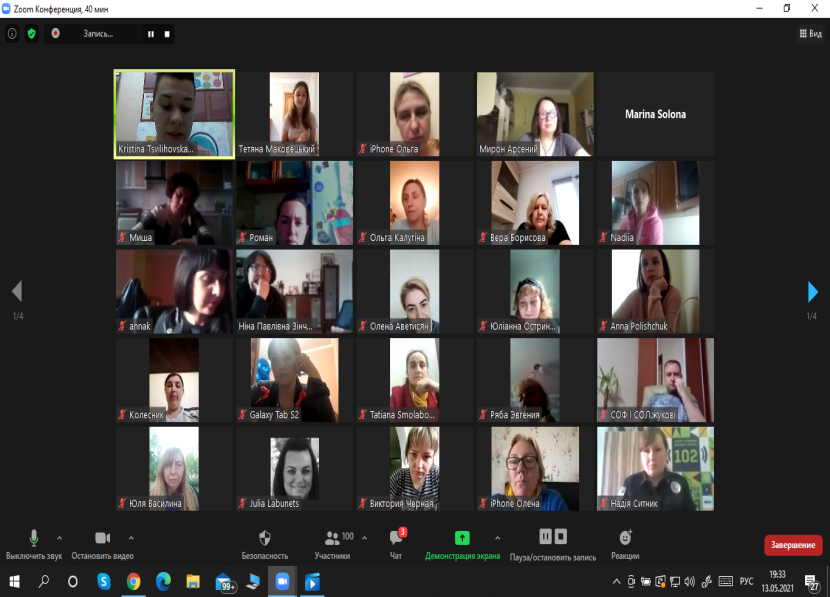 Zoom Конференция, 40 мин
Запись...
Вид
Kristina Tsvilihovska...
Тетяна Маковецький
iPhone Ольга
Мирон Арсений
Marina Solona
Миша
Роман
Ольга Калугіна
Вера Борисова
Nadiia
annak
Ніна Павлівна Зінч...
Олена Аветисян
Юліанна Острин...
Anna Polishchuk
1/4
1/4
Колесник
Galaxy Tab S2
Tatiana Smolabo...
Ряба Эвгения
СОФ І СОЛ.жукові
102
Юля Василина
Julia Labunets
Виктория Черная
iPhone Олена
Надія Ситник
100
3
Выключить звук
Остановить видео
Безопасность
Участники
Чат
Демонстрация экрана
Пауза/остановить запись
Реакции
Завершение
99+
РУС
19:33
13.05.2021
27